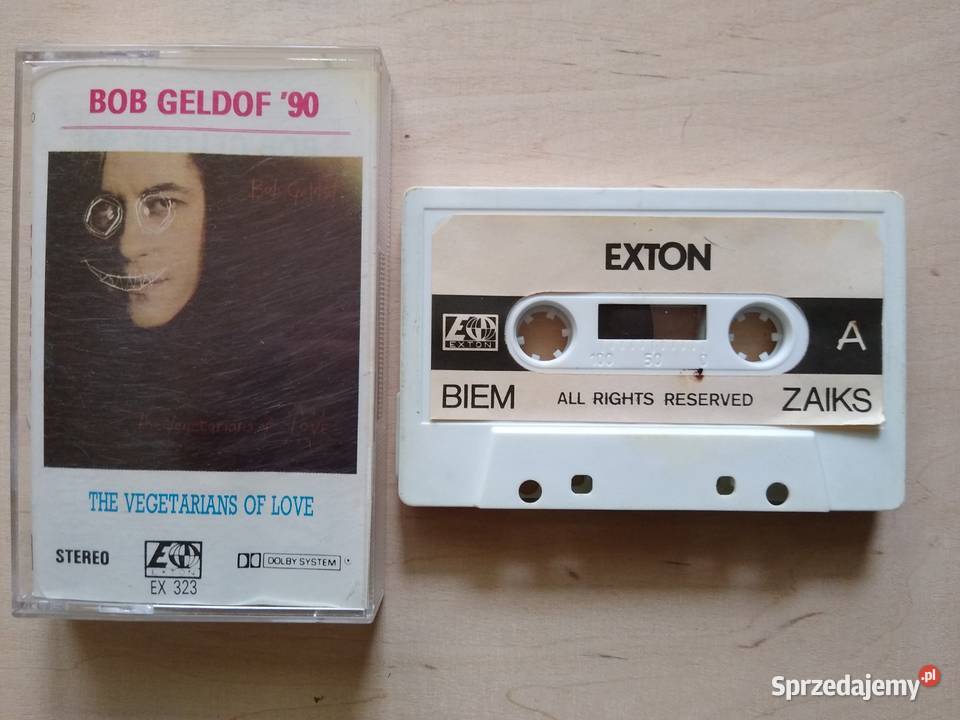 BOB GELDOF '90
Bob Geldof
The Vegetarians of Love
THE VEGETARIANS OF LOVE
STEREO
EXTON
DOLBY SYSTEM
EX 323
EXTON
EXTON
A
100 50 0
BIEM ALL RIGHTS RESERVED ZAIKS
Sprzedajemy.pl